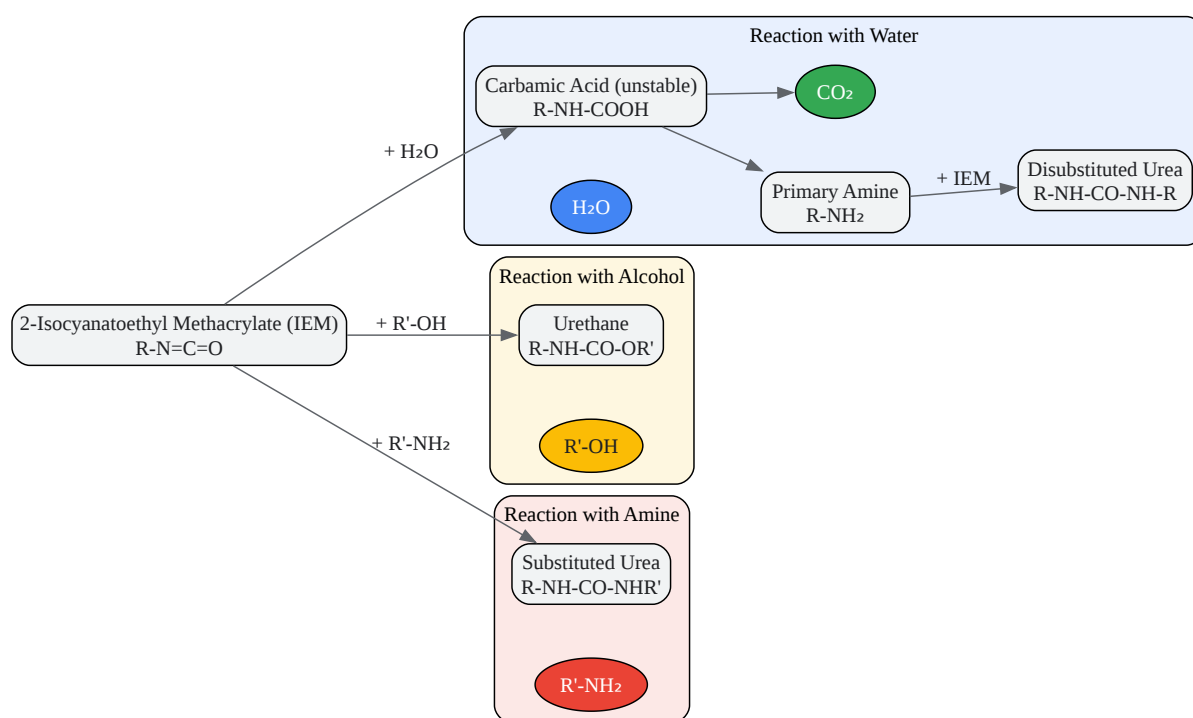 Reaction with Water
Carbamic Acid (unstable)
R-NH-COOH
CO₂
+ H₂O
H₂O
Primary Amine
R-NH₂
+ IEM
Disubstituted Urea
R-NH-CO-NH-R
2-Isocyanatoethyl Methacrylate (IEM)
R-N=C=O
+ R'-OH
Reaction with Alcohol
Urethane
R-NH-CO-OR'
R'-OH
+ R'-NH₂
Reaction with Amine
Substituted Urea
R-NH-CO-NHR'
R'-NH₂